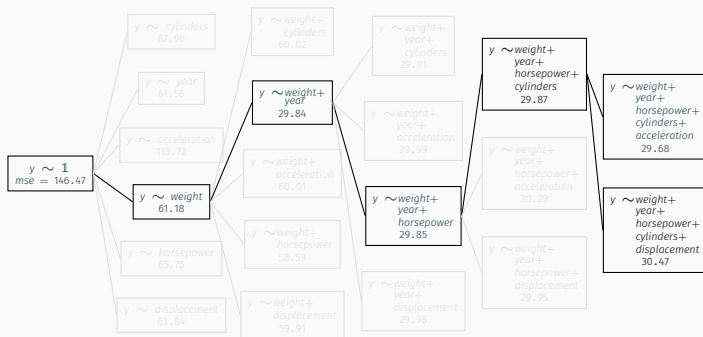 y ∼ 𝟙
mse = 146.47
y ∼ cylinders
67.98
y ∼ year
61.56
y ∼ acceleration
119.72
y ∼ weight
61.18
y ∼ horsepower
65.75
y ∼ displacement
63.84
y ∼weight+
cylinders
60.02
y ∼weight+
year
29.84
y ∼weight+
acceleration
60.01
y ∼weight+
horsepower
58.59
y ∼weight+
displacement
59.91
y ∼weight+
year+
cylinders
29.91
y ∼weight+
year+
acceleration
29.99
y ∼weight+
year+
horsepower
29.85
y ∼weight+
year+
displacement
29.96
y ∼weight+
year+
horsepower+
cylinders
29.87
y ∼weight+
year+
horsepower+
acceleration
30.29
y ∼weight+
year+
horsepower+
displacement
29.95
y ∼weight+
year+
horsepower+
cylinders+
acceleration
29.68
y ∼weight+
year+
horsepower+
cylinders+
displacement
30.47